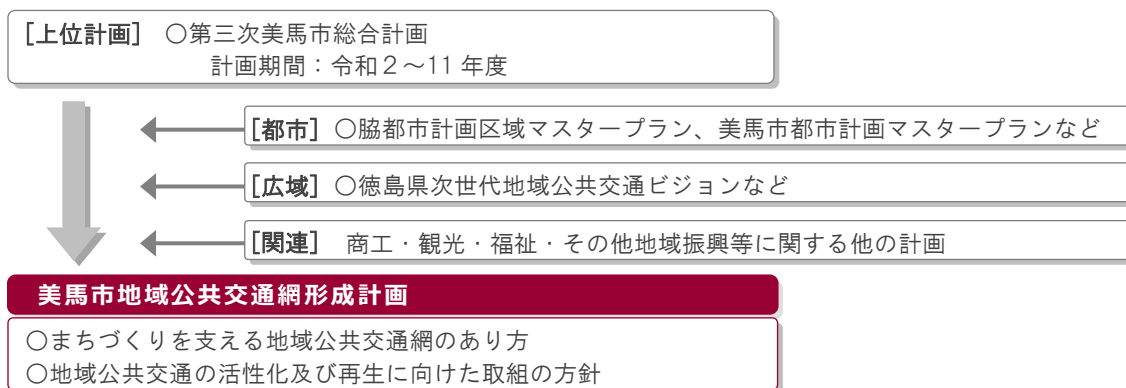 ［上位計画］ ○第三次美馬市総合計画
計画期間：令和２～11 年度
［都市］ ○脇都市計画区域マスタープラン、美馬市都市計画マスタープランなど
［広域］ ○徳島県次世代地域公共交通ビジョンなど
［関連］ 商工・観光・福祉・その他地域振興等に関する他の計画
美馬市地域公共交通網形成計画
○まちづくりを支える地域公共交通網のあり方
○地域公共交通の活性化及び再生に向けた取組の方針